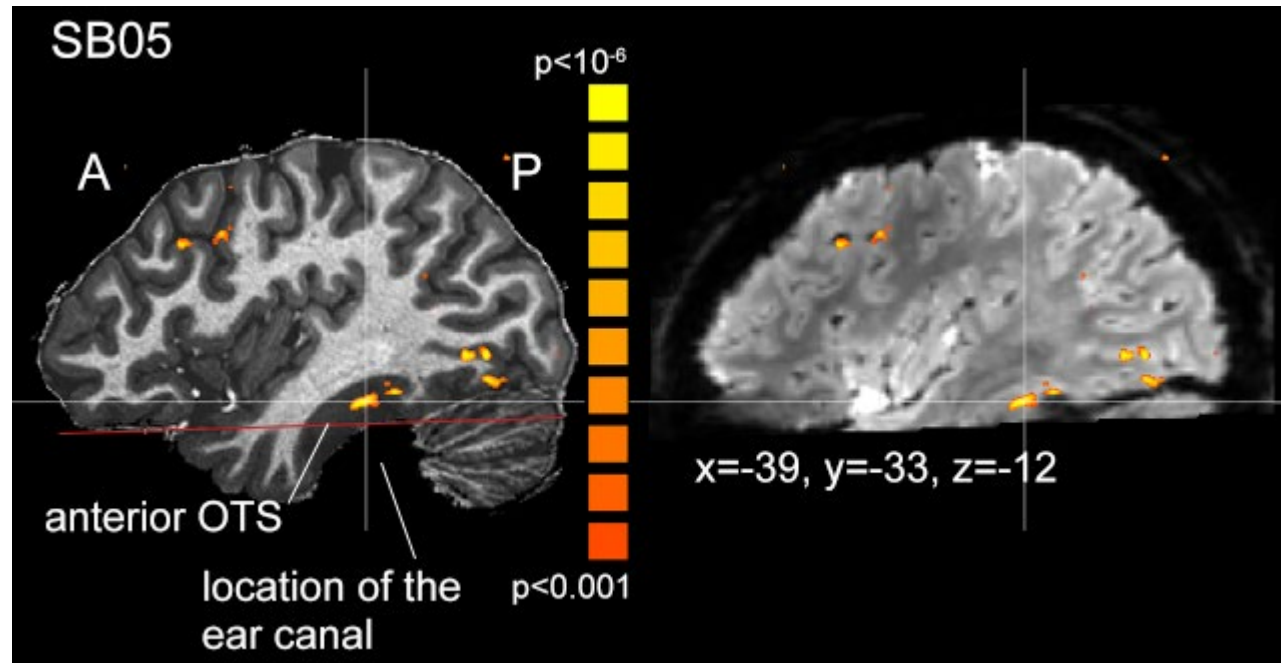 SB05
p<10⁻⁶
A
P
anterior OTS
location of the
ear canal
p<0.001
x=-39, y=-33, z=-12